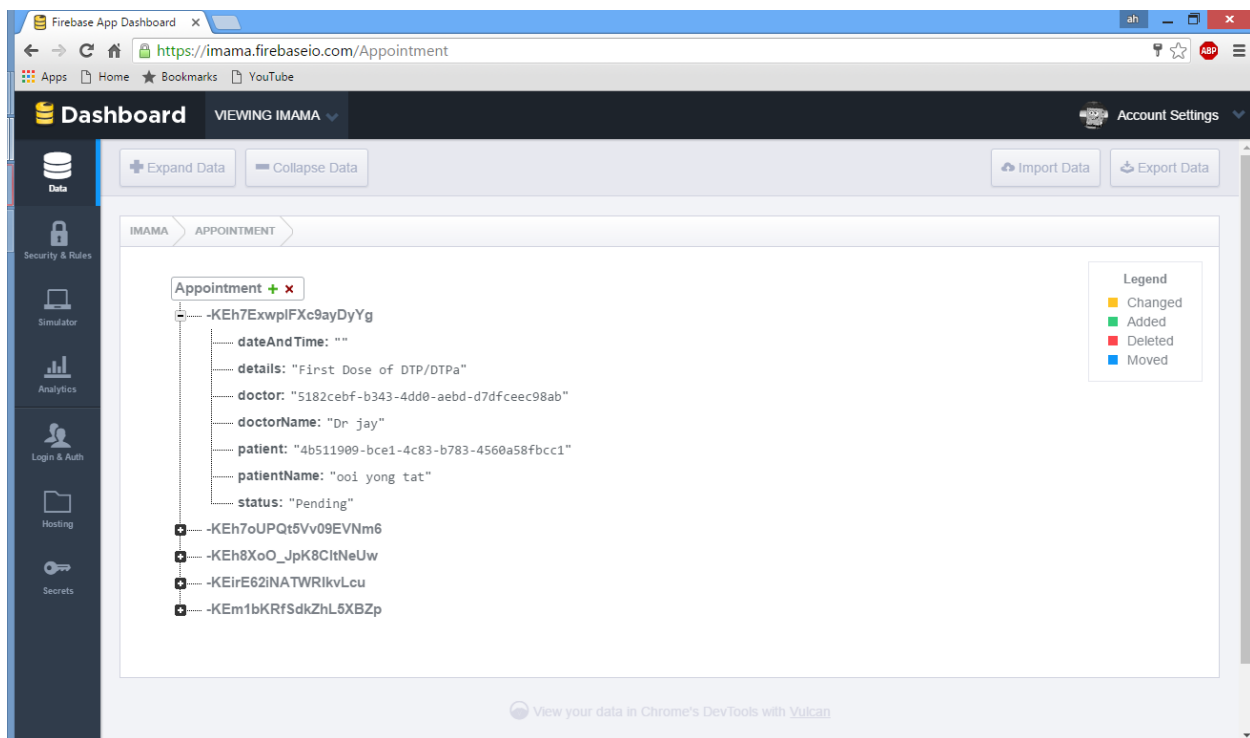 Firebase App Dashboard
ah
https://imama.firebaseio.com/Appointment
ABP
Apps Home Bookmarks YouTube
Dashboard VIEWING IMAMA Account Settings
Data
Expand Data Collapse Data Import Data Export Data
Security & Rules
IMAMA APPOINTMENT
Simulator
Analytics
Login & Auth
Hosting
Secrets
Appointment
-KEh7ExwplFXc9ayDyYg
dateAndTime: ""
details: "First Dose of DTP/DTPa"
doctor: "5182cebf-b343-4dd0-aebd-d7dfceec98ab"
doctorName: "Dr jay"
patient: "4b511909-bce1-4c83-b783-4560a58fbcc1"
patientName: "ooi yong tat"
status: "Pending"
-KEh7oUPQt5Vv09EVNm6
-KEh8XoO_JpK8CltNeUw
-KEirE62iNATWRIkvLcu
-KEm1bKRfSdkZhL5XBZp
Legend
Changed
Added
Deleted
Moved
View your data in Chrome's DevTools with Vulcan